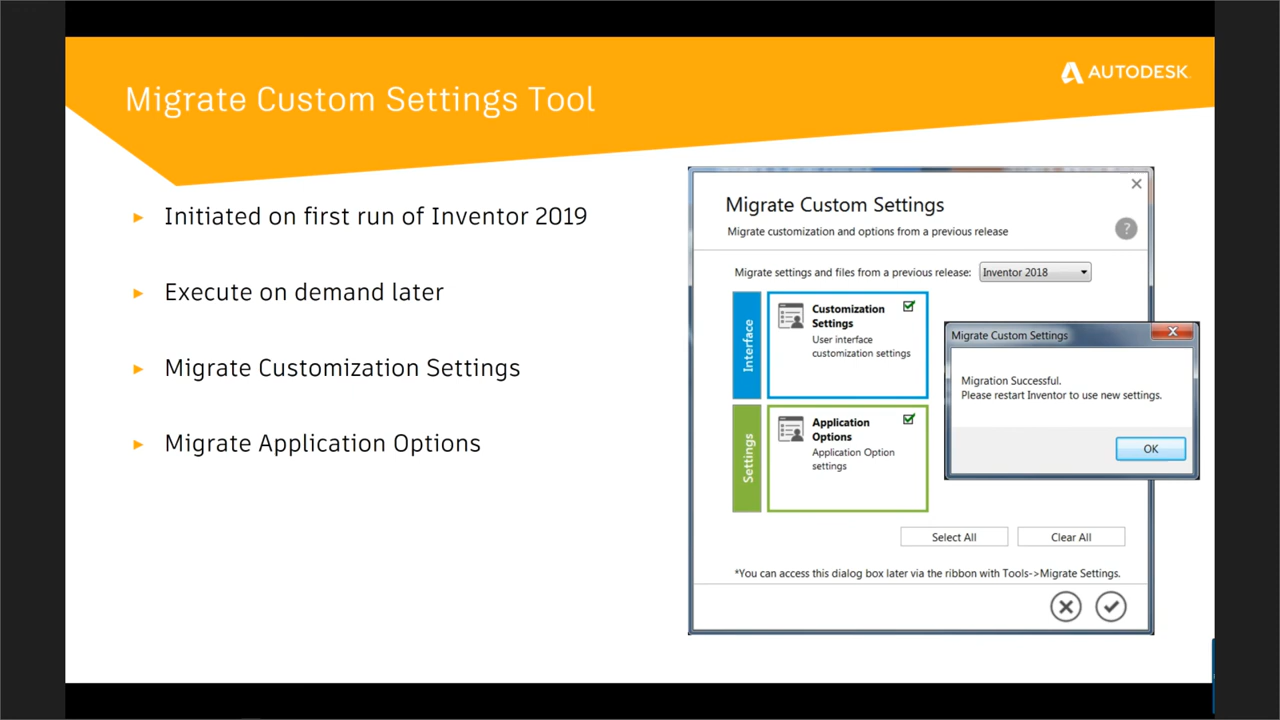 AUTODESK
Migrate Custom Settings Tool
Initiated on first run of Inventor 2019
Execute on demand later
Migrate Customization Settings
Migrate Application Options
Migrate Custom Settings
Migrate customization and options from a previous release
?
Migrate settings and files from a previous release: Inventor 2018
Interface
Customization
Settings
User interface
customization settings
Settings
Application
Options
Application Option
settings
Migrate Custom Settings
Migration Successful.
Please restart Inventor to use new settings.
OK
Select All Clear All
*You can access this dialog box later via the ribbon with Tools->Migrate Settings.